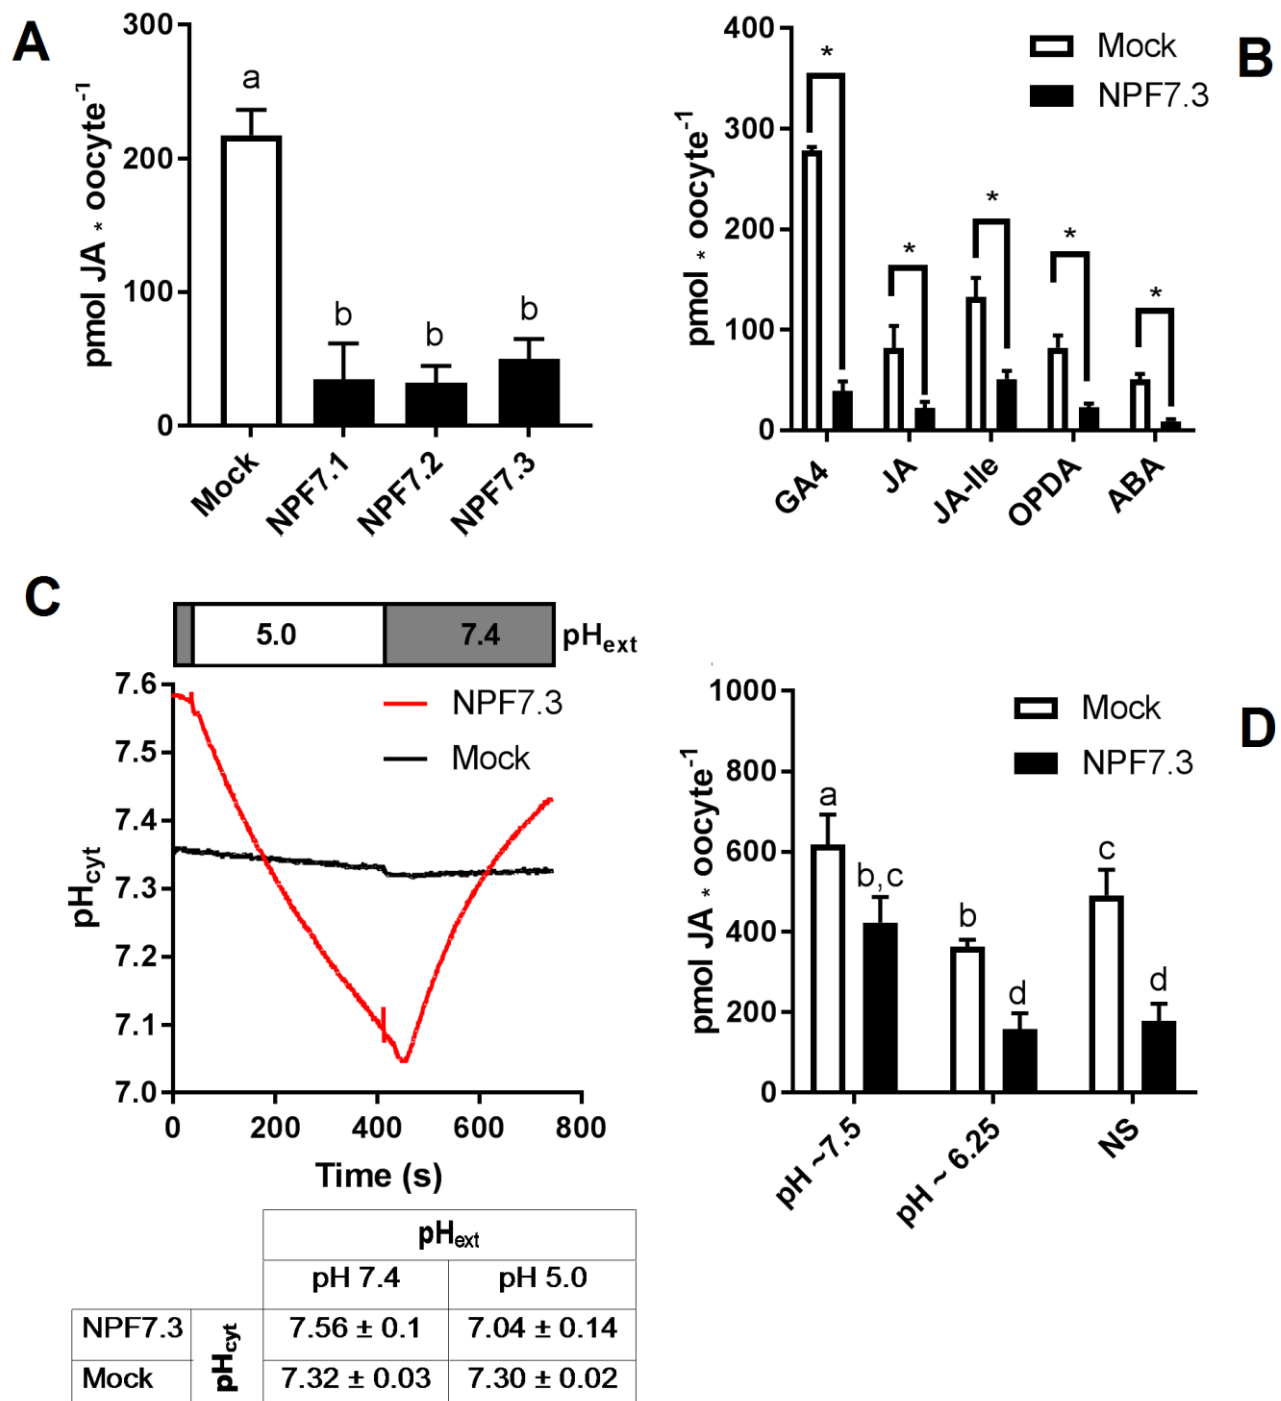 A
300
200
100
0
pmol JA * oocyte-1
a
b
b
b
Mock
NPF7.1
NPF7.2
NPF7.3
B
400
300
200
100
0
pmol * oocyte-1
Mock
NPF7.3
*
*
*
*
*
GA4
JA
JA-Ile
OPDA
ABA
C
5.0
7.4
pHext
7.6
7.5
7.4
7.3
7.2
7.1
7.0
pHcyt
NPF7.3
Mock
0
200
400
600
800
Time (s)
pHext
pH 7.4
pH 5.0
NPF7.3
pHcyt
7.56 ± 0.1
7.04 ± 0.14
Mock
7.32 ± 0.03
7.30 ± 0.02
D
1000
800
600
400
200
0
pmol JA * oocyte-1
Mock
NPF7.3
a
b,c
b
d
c
d
pH ~7.5
pH ~ 6.25
NS